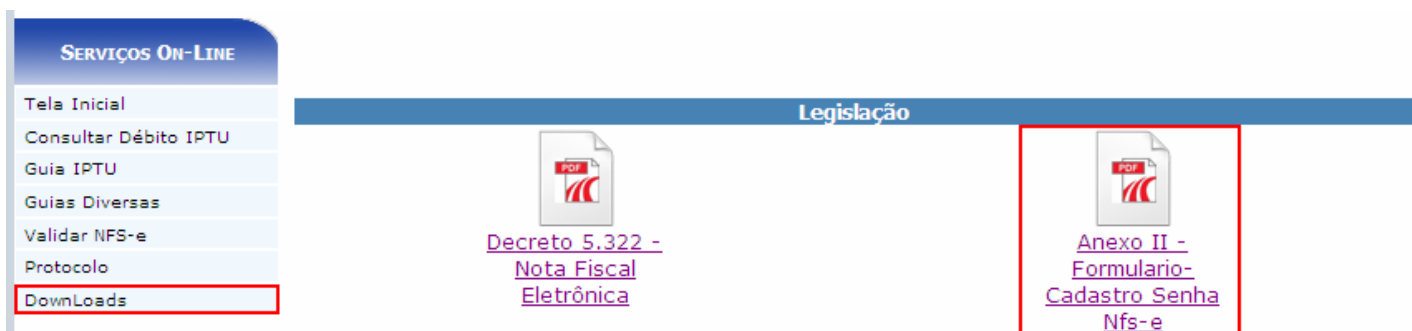 Serviços On-Line
Tela Inicial
Consultar Débito IPTU
Guia IPTU
Guias Diversas
Validar NFS-e
Protocolo
DownLoads
Legislação
PDF
Decreto 5.322 -
Nota Fiscal
Eletrônica
PDF
Anexo II -
Formulario-
Cadastro Senha
Nfs-e